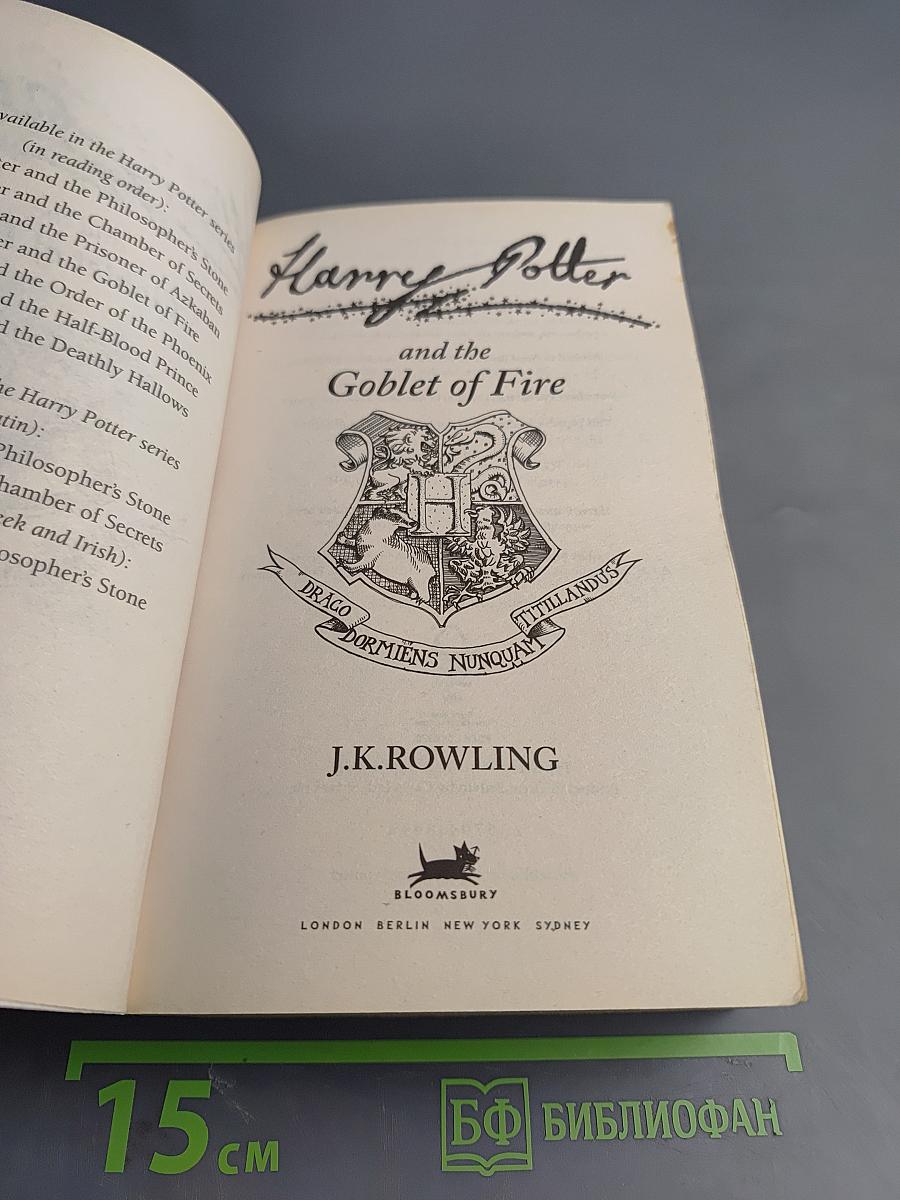 vailable in the Harry Potter series
(in reading order):
er and the Philosopher's Stone
r and the Chamber of Secrets
and the Prisoner of Azkaban
er and the Goblet of Fire
d the Order of the Phoenix
d the Half-Blood Prince
d the Deathly Hallows
he Harry Potter series
atin):
Philosopher's Stone
hamber of Secrets
ek and Irish):
osopher's Stone
Harry Potter
and the
Goblet of Fire
H
DRACO
DORMIENS NUNQUAM
TITILLANDUS
J.K.ROWLING
BLOOMSBURY
LONDON BERLIN NEW YORK SYDNEY
15 см
БФ БИБЛИОФАН